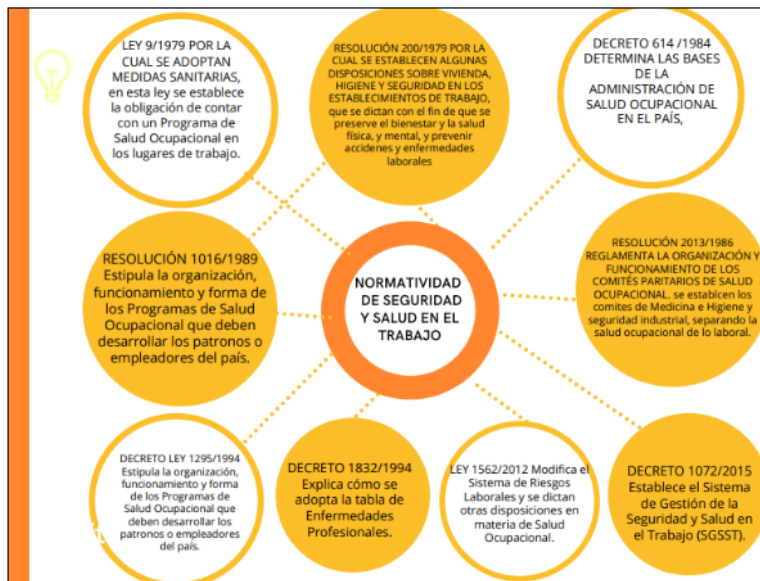 LEY 9/1979 POR LA
CUAL SE ADOPTAN
MEDIDAS SANITARIAS,
en esta ley se establece
la obligación de contar
con un Programa de
Salud Ocupacional en
los lugares de trabajo.
RESOLUCIÓN 200/1979 POR LA
CUAL SE ESTABLECEN ALGUNAS
DISPOSICIONES SOBRE VIVIENDA,
HIGIENE Y SEGURIDAD EN LOS
ESTABLECIMIENTOS DE TRABAJO,
que se dictan con el fin de que se
preserve el bienestar y la salud
física, y mental, y prevenir
accidenes y enfermedades
laborales
DECRETO 614 /1984
DETERMINA LAS BASES
DE LA
ADMINISTRACIÓN DE
SALUD OCUPACIONAL
EN EL PAÍS,
RESOLUCIÓN 1016/1989
Estipula la organización,
funcionamiento y forma de
los Programas de Salud
Ocupacional que deben
desarrollar los patronos o
empleadores del país.
NORMATIVIDAD
DE SEGURIDAD
Y SALUD EN EL
TRABAJO
RESOLUCIÓN 2013/1986
REGLAMENTA LA ORGANIZACIÓN Y
FUNCIONAMIENTO DE LOS
COMITÉS PARITARIOS DE SALUD
OCUPACIONAL. se establcen los
comites de Medicina e Higiene y
seguridad industrial, separando la
salud ocupacional de lo laboral.
DECRETO LEY 1295/1994
Estipula la organización,
funcionamiento y forma
de los Programas de
Salud Ocupacional que
deben desarrollar los
patronos o empleadores
del país.
DECRETO 1832/1994
Explica cómo se
adopta la tabla de
Enfermedades
Profesionales.
LEY 1562/2012 Modifica el
Sistema de Riesgos
Laborales y se dictan
otras disposiciones en
materia de Salud
Ocupacional.
DECRETO 1072/2015
Establece el Sistema
de Gestión de la
Seguridad y Salud en
el Trabajo (SGSST).